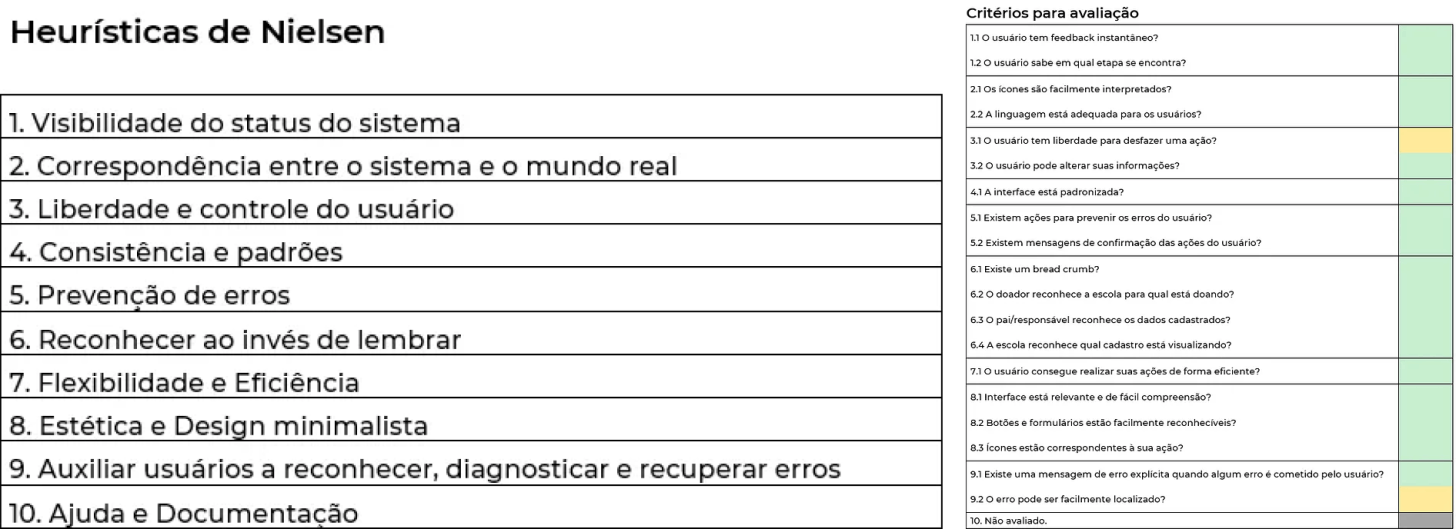 Heurísticas de Nielsen
1. Visibilidade do status do sistema
2. Correspondência entre o sistema e o mundo real
3. Liberdade e controle do usuário
4. Consistência e padrões
5. Prevenção de erros
6. Reconhecer ao invés de lembrar
7. Flexibilidade e Eficiência
8. Estética e Design minimalista
9. Auxiliar usuários a reconhecer, diagnosticar e recuperar erros
10. Ajuda e Documentação
Critérios para avaliação
1.1 O usuário tem feedback instantâneo?
1.2 O usuário sabe em qual etapa se encontra?
2.1 Os ícones são facilmente interpretados?
2.2 A linguagem está adequada para os usuários?
3.1 O usuário tem liberdade para desfazer uma ação?
3.2 O usuário pode alterar suas informações?
4.1 A interface está padronizada?
5.1 Existem ações para prevenir os erros do usuário?
5.2 Existem mensagens de confirmação das ações do usuário?
6.1 Existe um bread crumb?
6.2 O doador reconhece a escola para qual está doando?
6.3 O pai/responsável reconhece os dados cadastrados?
6.4 A escola reconhece qual cadastro está visualizando?
7.1 O usuário consegue realizar suas ações de forma eficiente?
8.1 Interface está relevante e de fácil compreensão?
8.2 Botões e formulários estão facilmente reconhecíveis?
8.3 Ícones estão correspondentes à sua ação?
9.1 Existe uma mensagem de erro explícita quando algum erro é cometido pelo usuário?
9.2 O erro pode ser facilmente localizado?
10. Não avaliado.